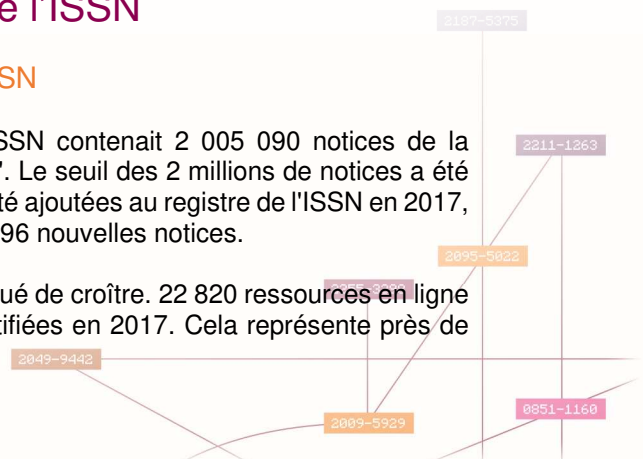 e l'ISSN
SN
SSN contenait 2 005 090 notices de la
. Le seuil des 2 millions de notices a été
té ajoutées au registre de l'ISSN en 2017,
96 nouvelles notices.
ué de croître. 22 820 ressources en ligne
tifiées en 2017. Cela représente près de
2187-5375
2211-1263
2095-5022
2049-9442
2009-5929
0851-1160